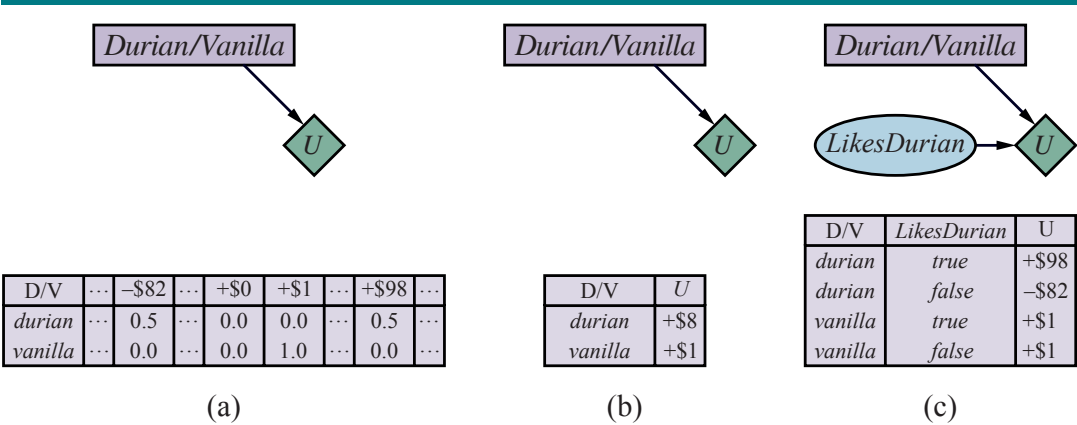 Durian/Vanilla
U
D/V … –$82 … +$0 +$1 … +$98 …
durian … 0.5 … 0.0 0.0 … 0.5 …
vanilla … 0.0 … 0.0 1.0 … 0.0 …
(a)
Durian/Vanilla
U
D/V U
durian +$8
vanilla +$1
(b)
Durian/Vanilla
LikesDurian U
D/V LikesDurian U
durian true +$98
durian false –$82
vanilla true +$1
vanilla false +$1
(c)